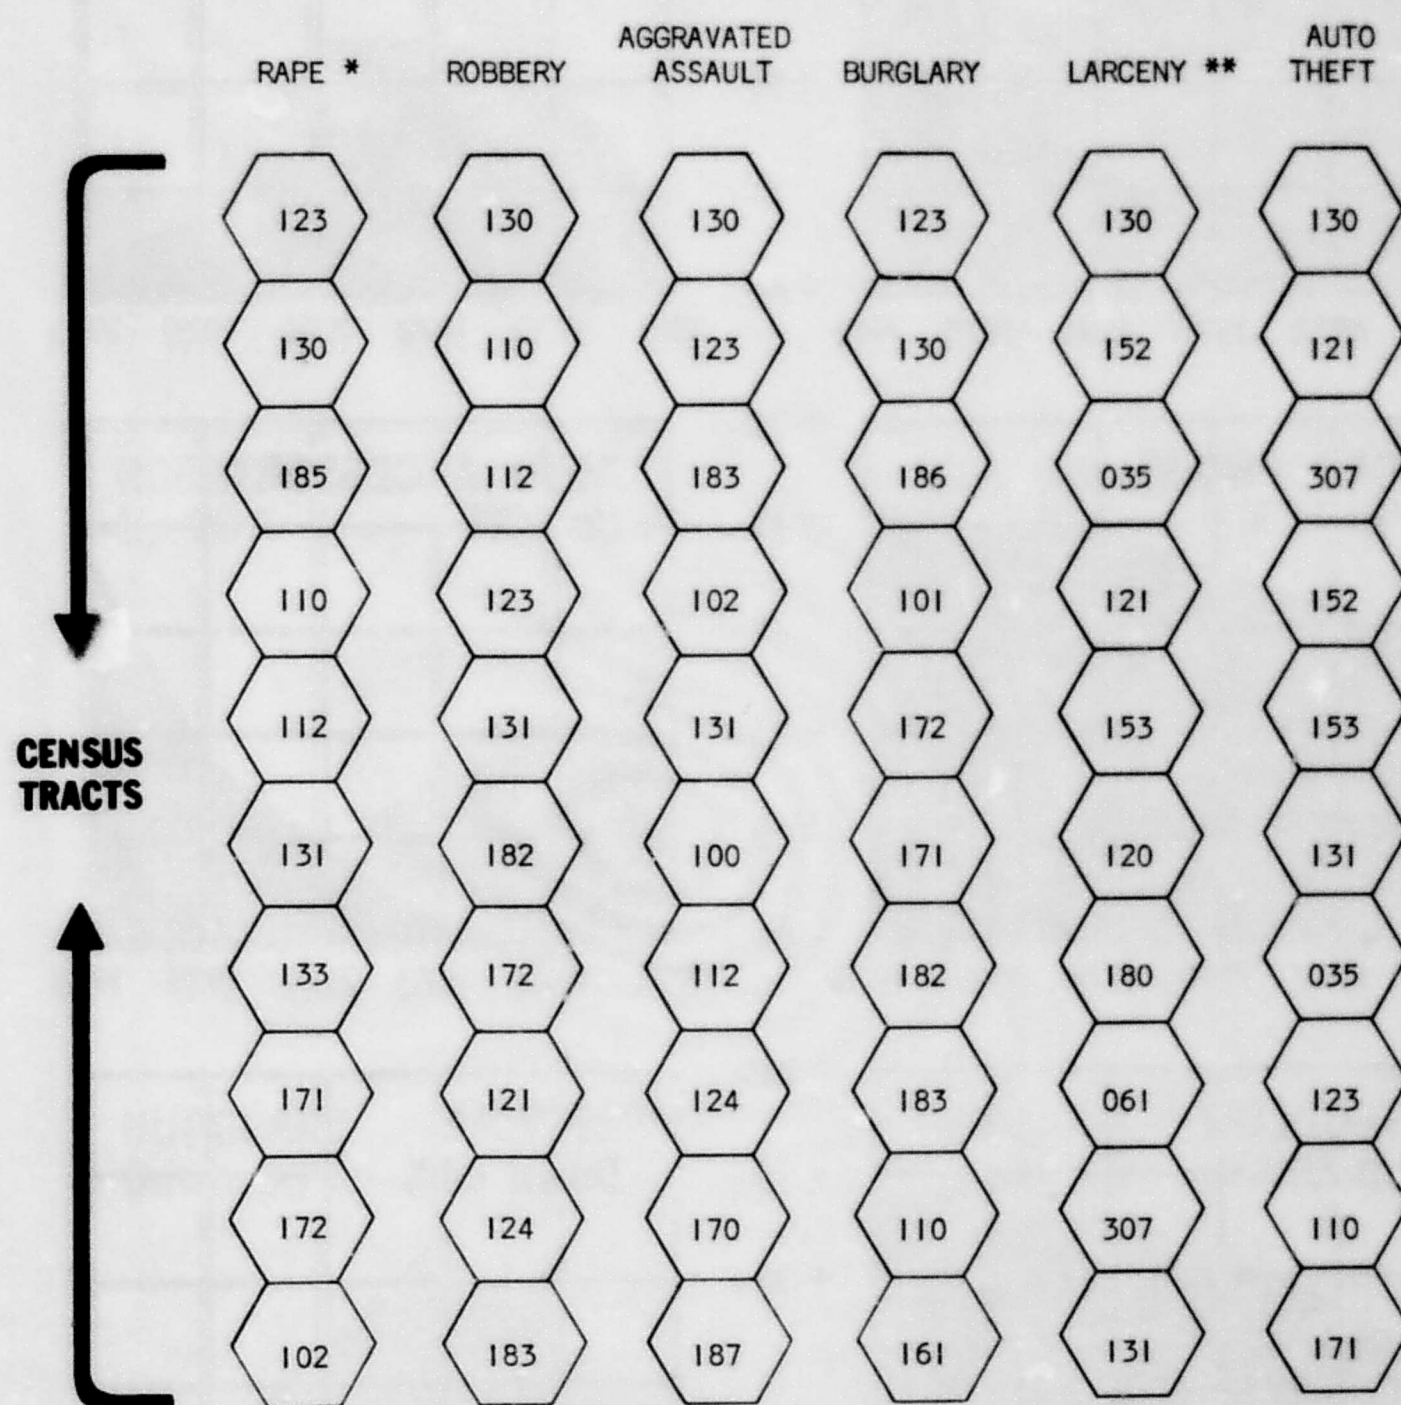 RAPE * ROBBERY AGGRAVATED ASSAULT BURGLARY LARCENY ** AUTO THEFT
123 130 130 123 130 130
130 110 123 130 152 121
185 112 183 186 035 307
110 123 102 101 121 152
112 131 131 172 153 153
CENSUS
TRACTS
131 182 100 171 120 131
133 172 112 182 180 035
171 121 124 183 061 123
172 124 170 110 307 110
102 183 187 161 131 171